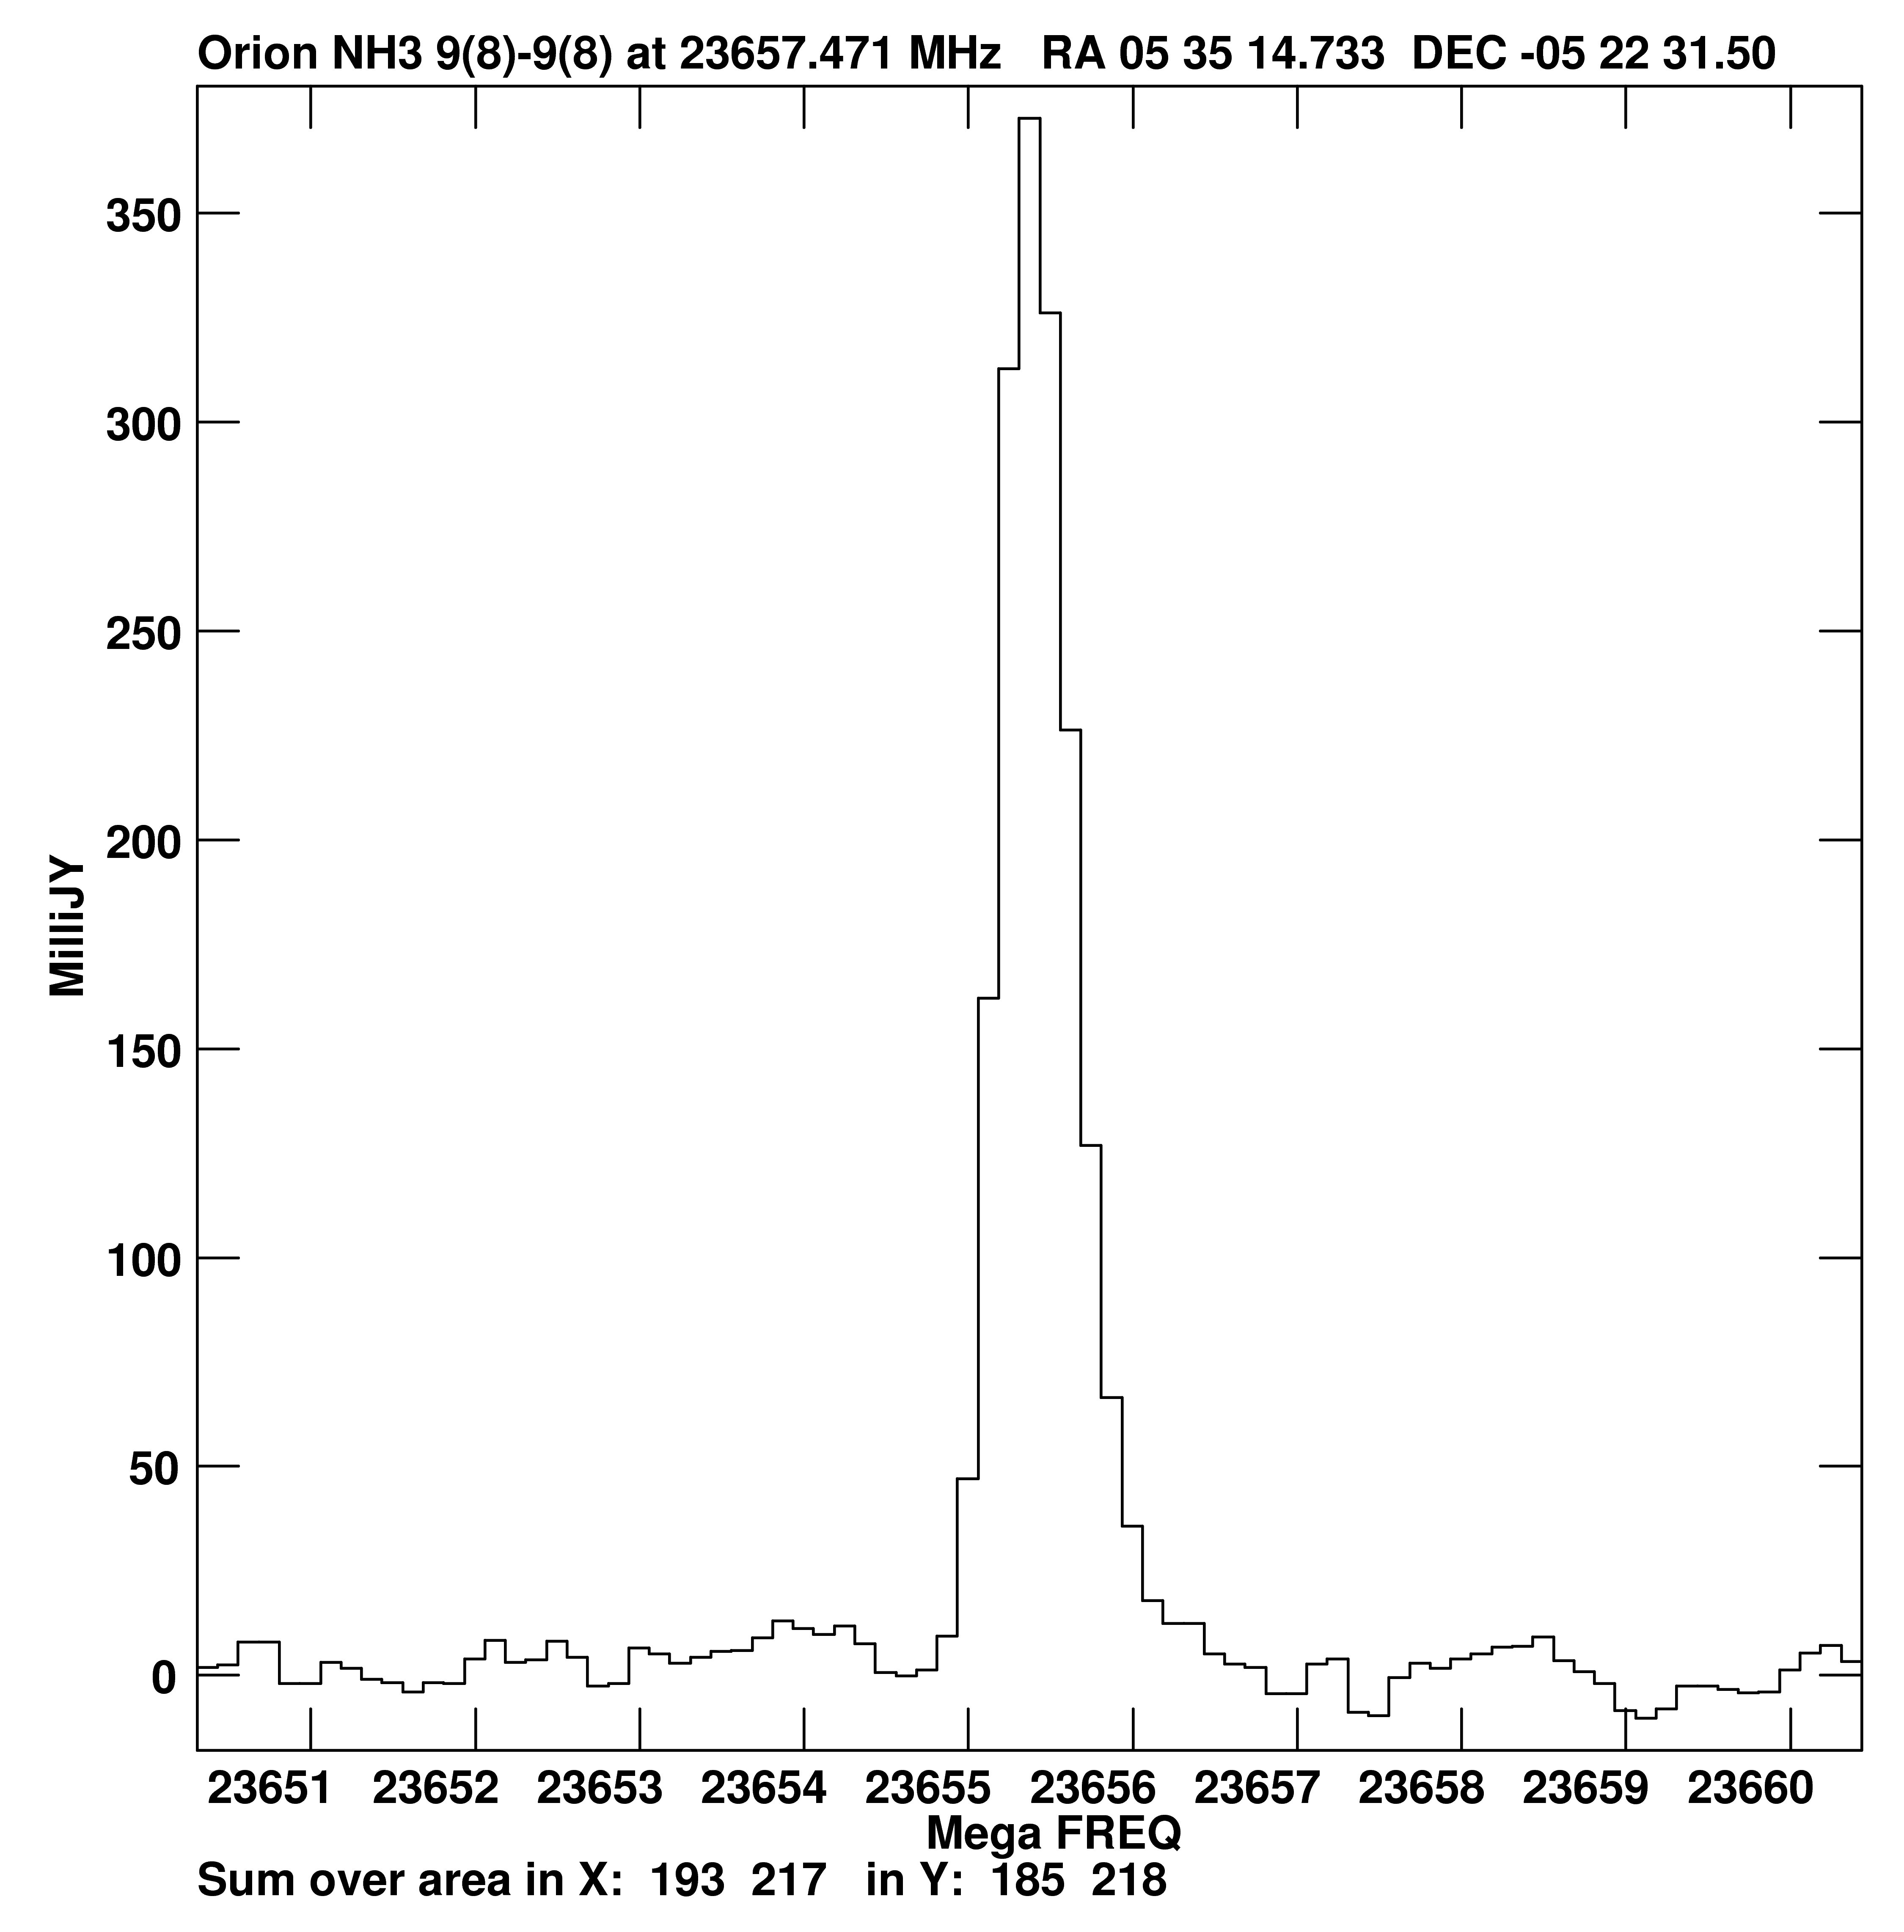 Orion NH3 9(8)-9(8) at 23657.471 MHz   RA 05 35 14.733  DEC -05 22 31.50
350
300
250
200
150
100
50
0
MilliJY
23651 23652 23653 23654 23655 23656 23657 23658 23659 23660
Mega FREQ
Sum over area in X:  193  217   in Y:  185  218